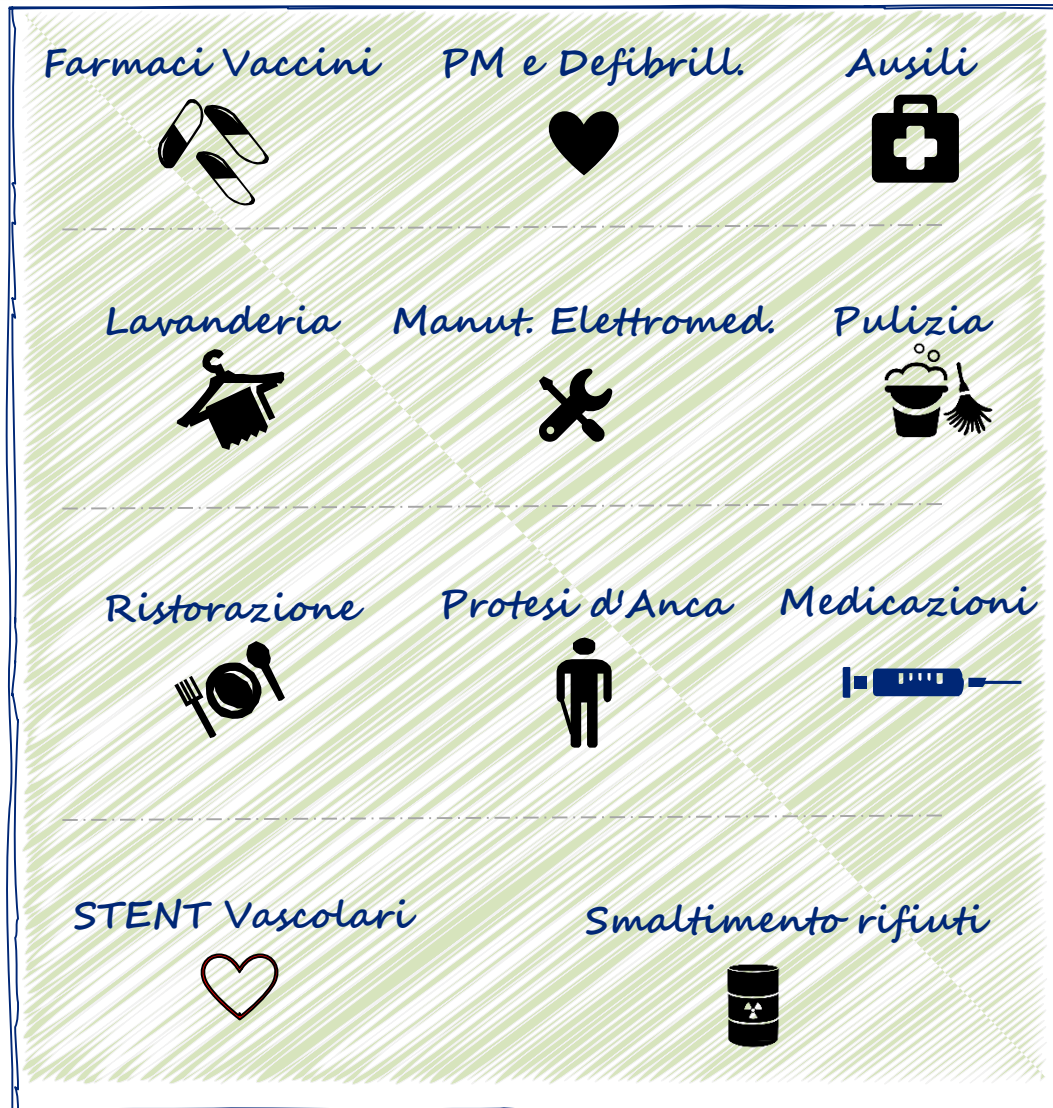 Farmaci Vaccini PM e Defibrill. Ausili
Lavanderia Manut. Elettromed. Pulizia
Ristorazione Protesi d'Anca Medicazioni
STENT Vascolari Smaltimento rifiuti